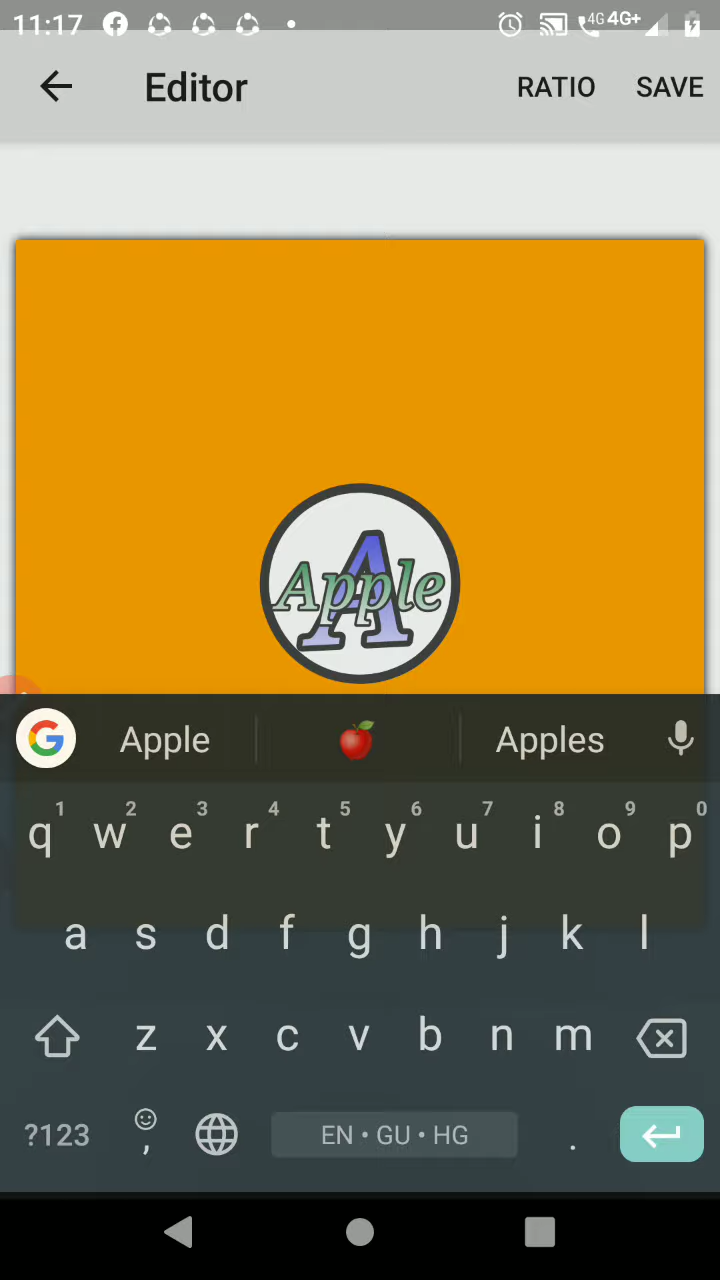 11:17 4G 4G+
Editor RATIO SAVE
A
Apple
G Apple Apples
1 2 3 4 5 6 7 8 9 0
q w e r t y u i o p
a s d f g h j k l
z x c v b n m
?123 , EN • GU • HG .